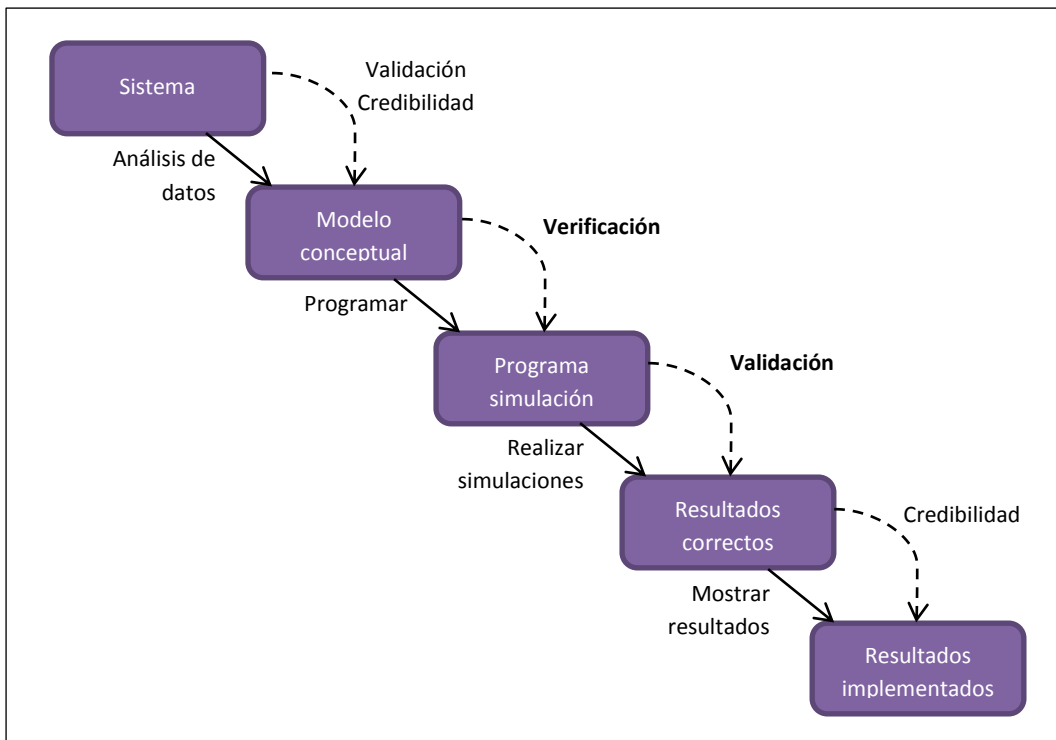 Sistema
Validación
Credibilidad
Análisis de
datos
Modelo
conceptual
Verificación
Programar
Programa
simulación
Validación
Realizar
simulaciones
Resultados
correctos
Credibilidad
Mostrar
resultados
Resultados
implementados